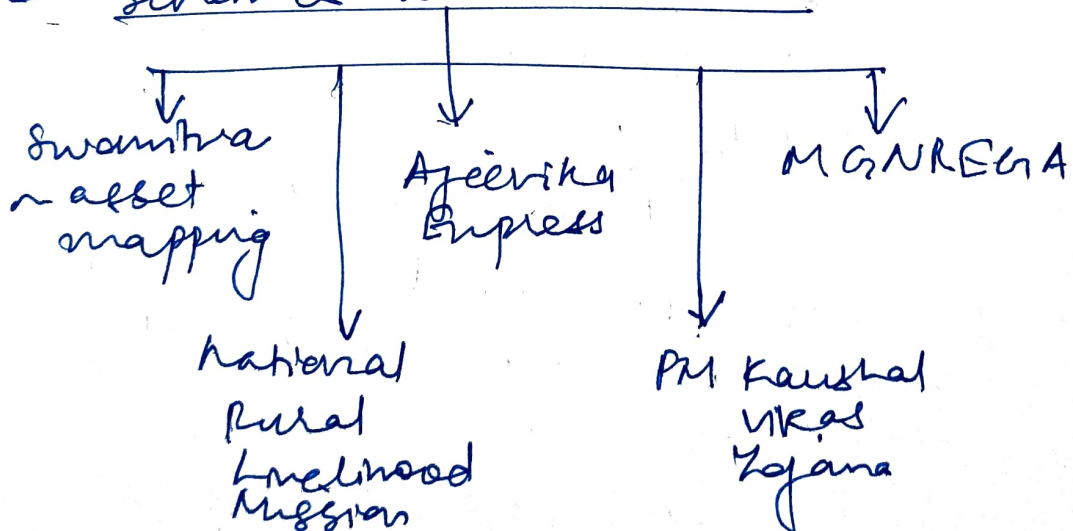 Swamitva
~ asset
mapping
Ajeevika
Express
MGNREGA
National
Rural
Livelihood
Mission
PM Kaushal
Vikas
Yojana